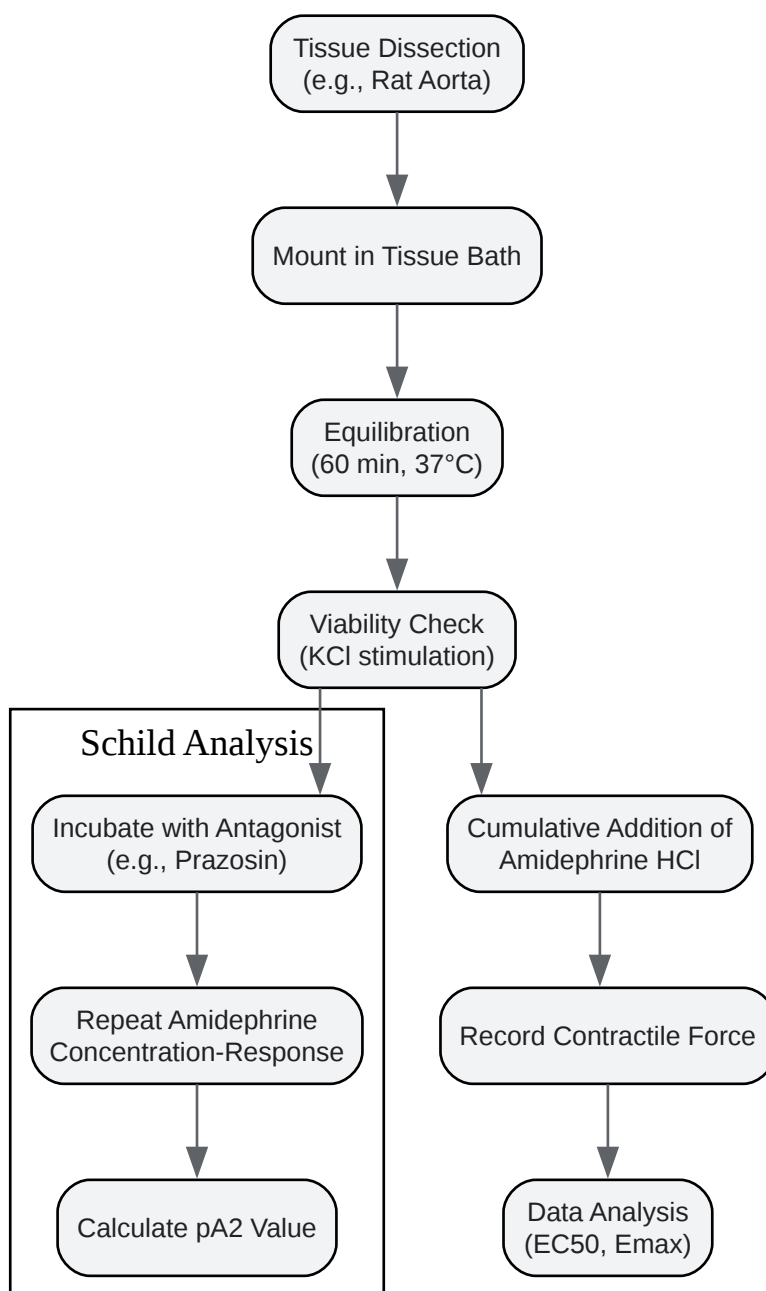 Tissue Dissection
(e.g., Rat Aorta)
Mount in Tissue Bath
Equilibration
(60 min, 37°C)
Viability Check
(KCl stimulation)
Schild Analysis
Incubate with Antagonist
(e.g., Prazosin)
Repeat Amidephrine
Concentration-Response
Calculate pA2 Value
Cumulative Addition of
Amidephrine HCl
Record Contractile Force
Data Analysis
(EC50, Emax)